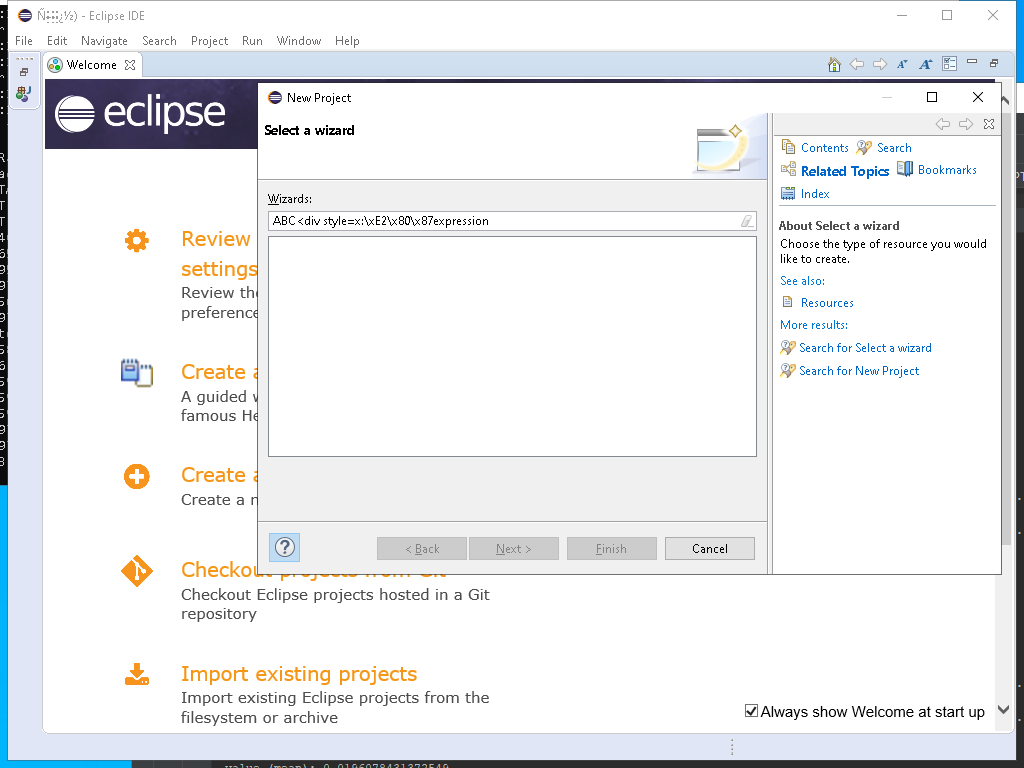 - Eclipse IDE
File Edit Navigate Search Project Run Window Help
Welcome
eclipse
New Project
Select a wizard
Wizards:
ABC<div style=x:\xE2\x80\x87expression
< Back Next > Finish Cancel
Contents Search
Related Topics Bookmarks
Index
About Select a wizard
Choose the type of resource you would
like to create.
See also:
Resources
More results:
Search for Select a wizard
Search for New Project
Review
settings
Review the
preference
Create a
A guided
famous He
Create a
Create a
Checkout projects from Git
Checkout Eclipse projects hosted in a Git
repository
Import existing projects
Import existing Eclipse projects from the
filesystem or archive
Always show Welcome at start up
value (mean): 0.0196078431372549